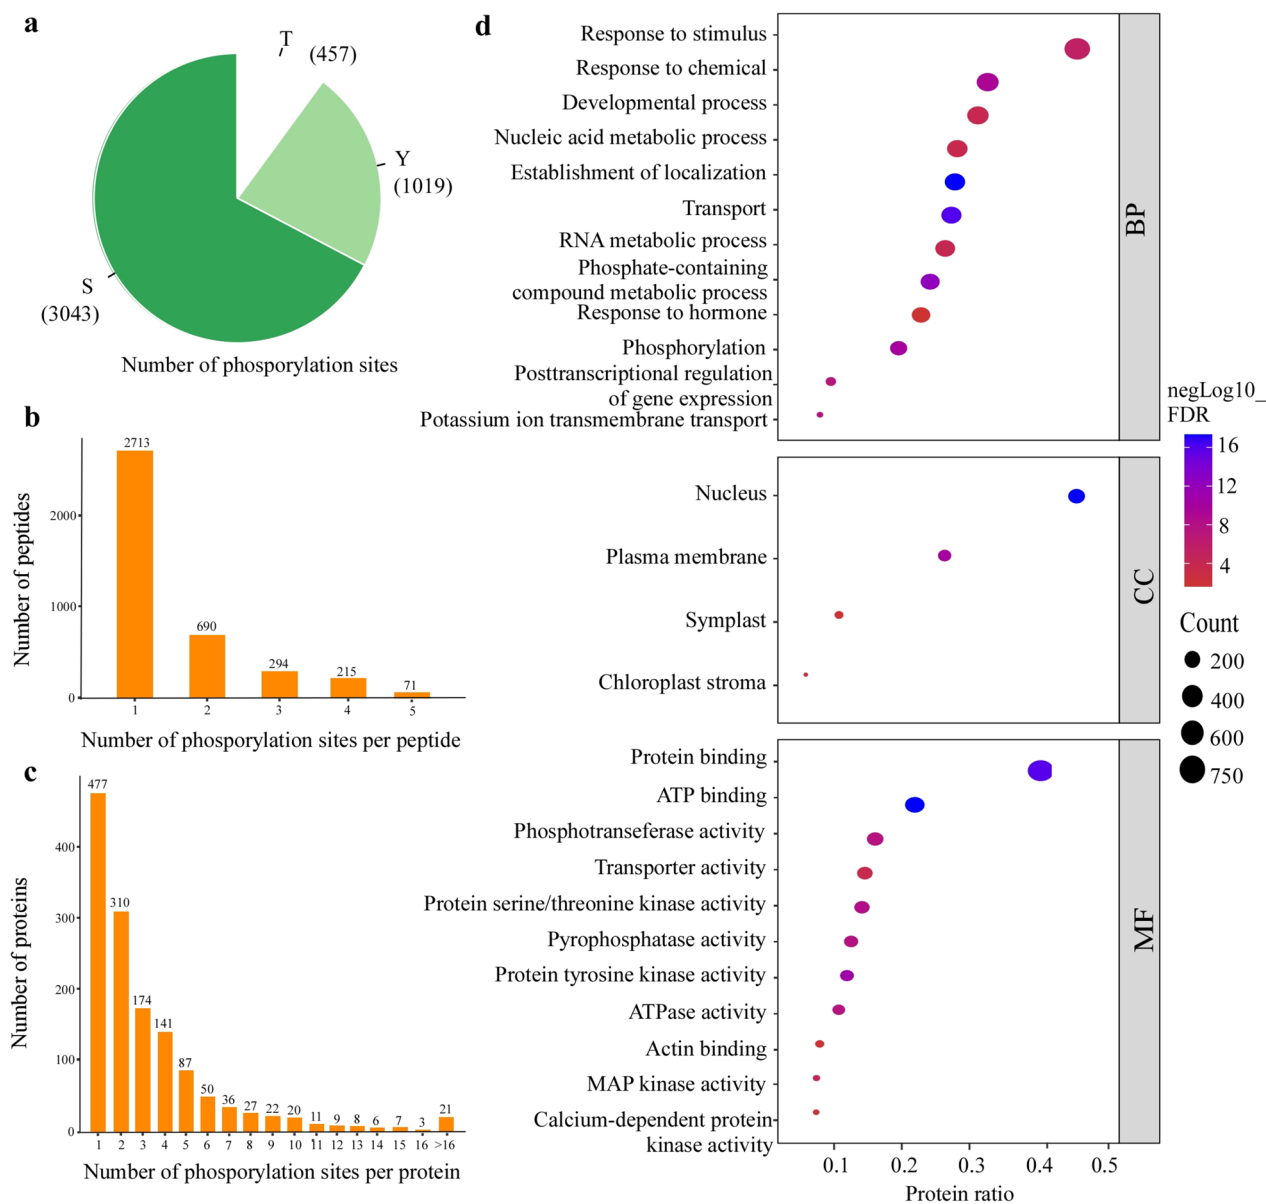 a
T
(457)
Y
(1019)
S
(3043)
Number of phosporylation sites
b
Number of peptides
2000
1000
0
2713
690
294
215
71
1
2
3
4
5
Number of phosporylation sites per peptide
c
Number of proteins
400
300
200
100
0
477
310
174
141
87
50
36
27
22
20
11
9
8
6
7
3
21
1
2
3
4
5
6
7
8
9
10
11
12
13
14
15
16
>16
Number of phosporylation sites per protein
d
Response to stimulus
Response to chemical
Developmental process
Nucleic acid metabolic process
Establishment of localization
Transport
RNA metabolic process
Phosphate-containing
compound metabolic process
Response to hormone
Phosphorylation
Posttranscriptional regulation
of gene expression
Potassium ion transmembrane transport
BP
Nucleus
Plasma membrane
Symplast
Chloroplast stroma
CC
Protein binding
ATP binding
Phosphotranseferase activity
Transporter activity
Protein serine/threonine kinase activity
Pyrophosphatase activity
Protein tyrosine kinase activity
ATPase activity
Actin binding
MAP kinase activity
Calcium-dependent protein
kinase activity
MF
0.1
0.2
0.3
0.4
0.5
Protein ratio
negLog10_
FDR
16
12
8
4
Count
200
400
600
750